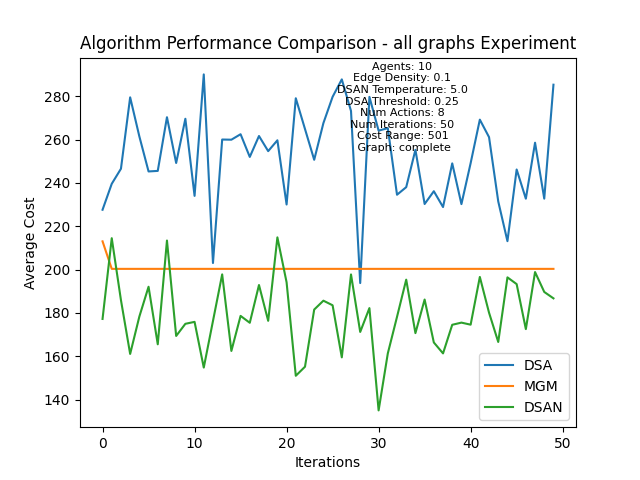 Algorithm Performance Comparison - all graphs Experiment
Agents: 10
Edge Density: 0.1
DSAN Temperature: 5.0
DSA Threshold: 0.25
Num Actions: 8
Num Iterations: 50
Cost Range: 501
Graph: complete
Average Cost
280
260
240
220
200
180
160
140
0
10
20
30
40
50
Iterations
DSA
MGM
DSAN